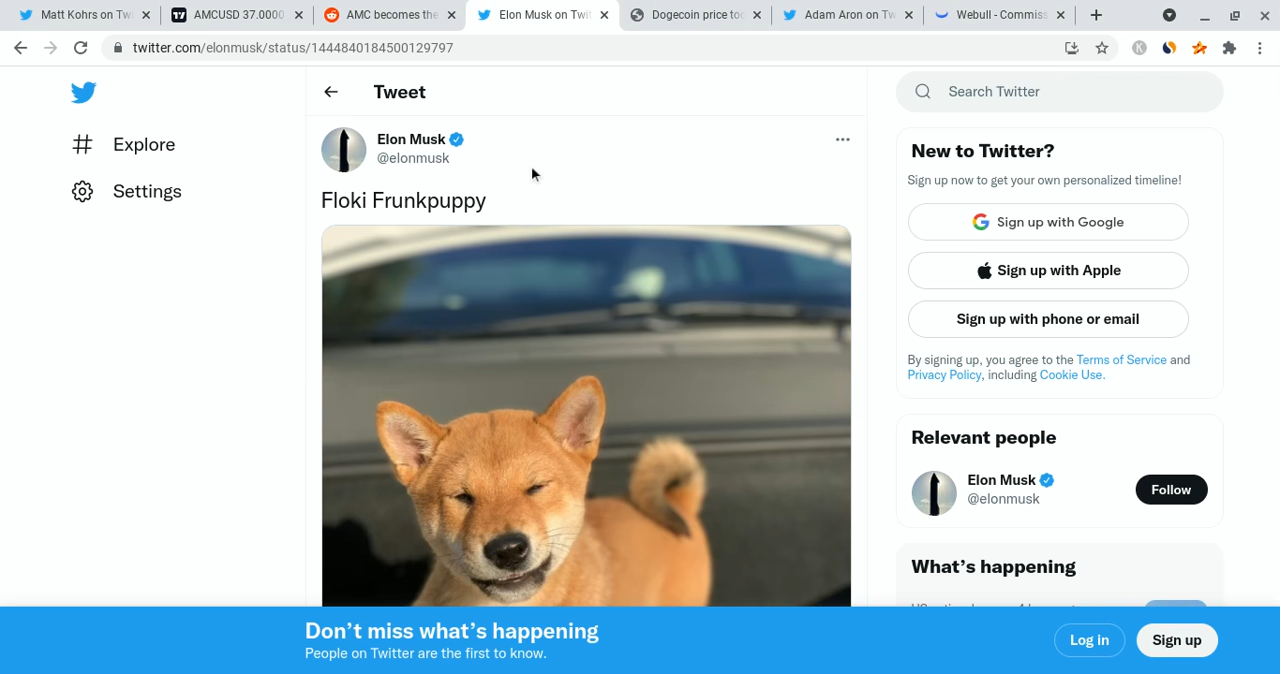 Matt Kohrs on Twi
AMCUSD 37.0000
AMC becomes the
Elon Musk on Twi
Dogecoin price too
Adam Aron on Tw
Webull - Commiss
twitter.com/elonmusk/status/1444840184500129797
K
Explore
Settings
Tweet
Elon Musk
@elonmusk
Floki Frunkpuppy
Search Twitter
New to Twitter?
Sign up now to get your own personalized timeline!
Sign up with Google
Sign up with Apple
Sign up with phone or email
By signing up, you agree to the Terms of Service and
Privacy Policy, including Cookie Use.
Relevant people
Elon Musk
@elonmusk
Follow
What’s happening
Don’t miss what’s happening
People on Twitter are the first to know.
Log in
Sign up